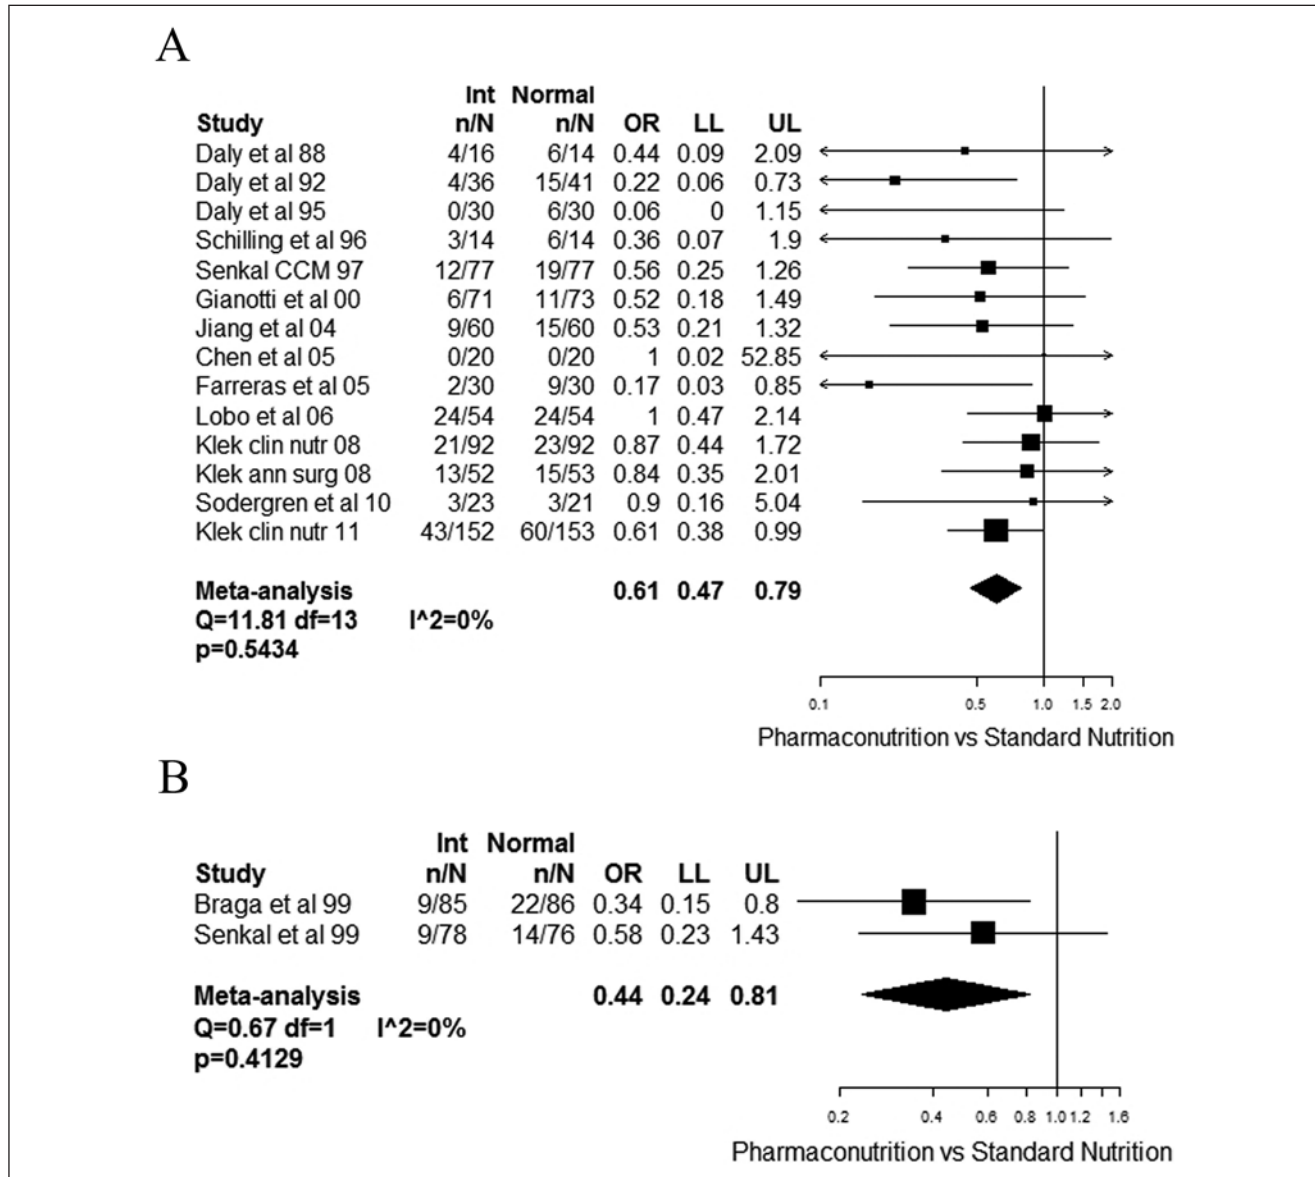 A
Int Normal
Study n/N n/N OR LL UL
Daly et al 88 4/16 6/14 0.44 0.09 2.09
Daly et al 92 4/36 15/41 0.22 0.06 0.73
Daly et al 95 0/30 6/30 0.06 0 1.15
Schilling et al 96 3/14 6/14 0.36 0.07 1.9
Senkal CCM 97 12/77 19/77 0.56 0.25 1.26
Gianotti et al 00 6/71 11/73 0.52 0.18 1.49
Jiang et al 04 9/60 15/60 0.53 0.21 1.32
Chen et al 05 0/20 0/20 1 0.02 52.85
Farreras et al 05 2/30 9/30 0.17 0.03 0.85
Lobo et al 06 24/54 24/54 1 0.47 2.14
Klek clin nutr 08 21/92 23/92 0.87 0.44 1.72
Klek ann surg 08 13/52 15/53 0.84 0.35 2.01
Sodergren et al 10 3/23 3/21 0.9 0.16 5.04
Klek clin nutr 11 43/152 60/153 0.61 0.38 0.99
Meta-analysis 0.61 0.47 0.79
Q=11.81 df=13 I^2=0%
p=0.5434
0.1 0.5 1.0 1.5 2.0
Pharmaconutrition vs Standard Nutrition
B
Int Normal
Study n/N n/N OR LL UL
Braga et al 99 9/85 22/86 0.34 0.15 0.8
Senkal et al 99 9/78 14/76 0.58 0.23 1.43
Meta-analysis 0.44 0.24 0.81
Q=0.67 df=1 I^2=0%
p=0.4129
0.2 0.4 0.6 0.8 1.0 1.2 1.6
Pharmaconutrition vs Standard Nutrition